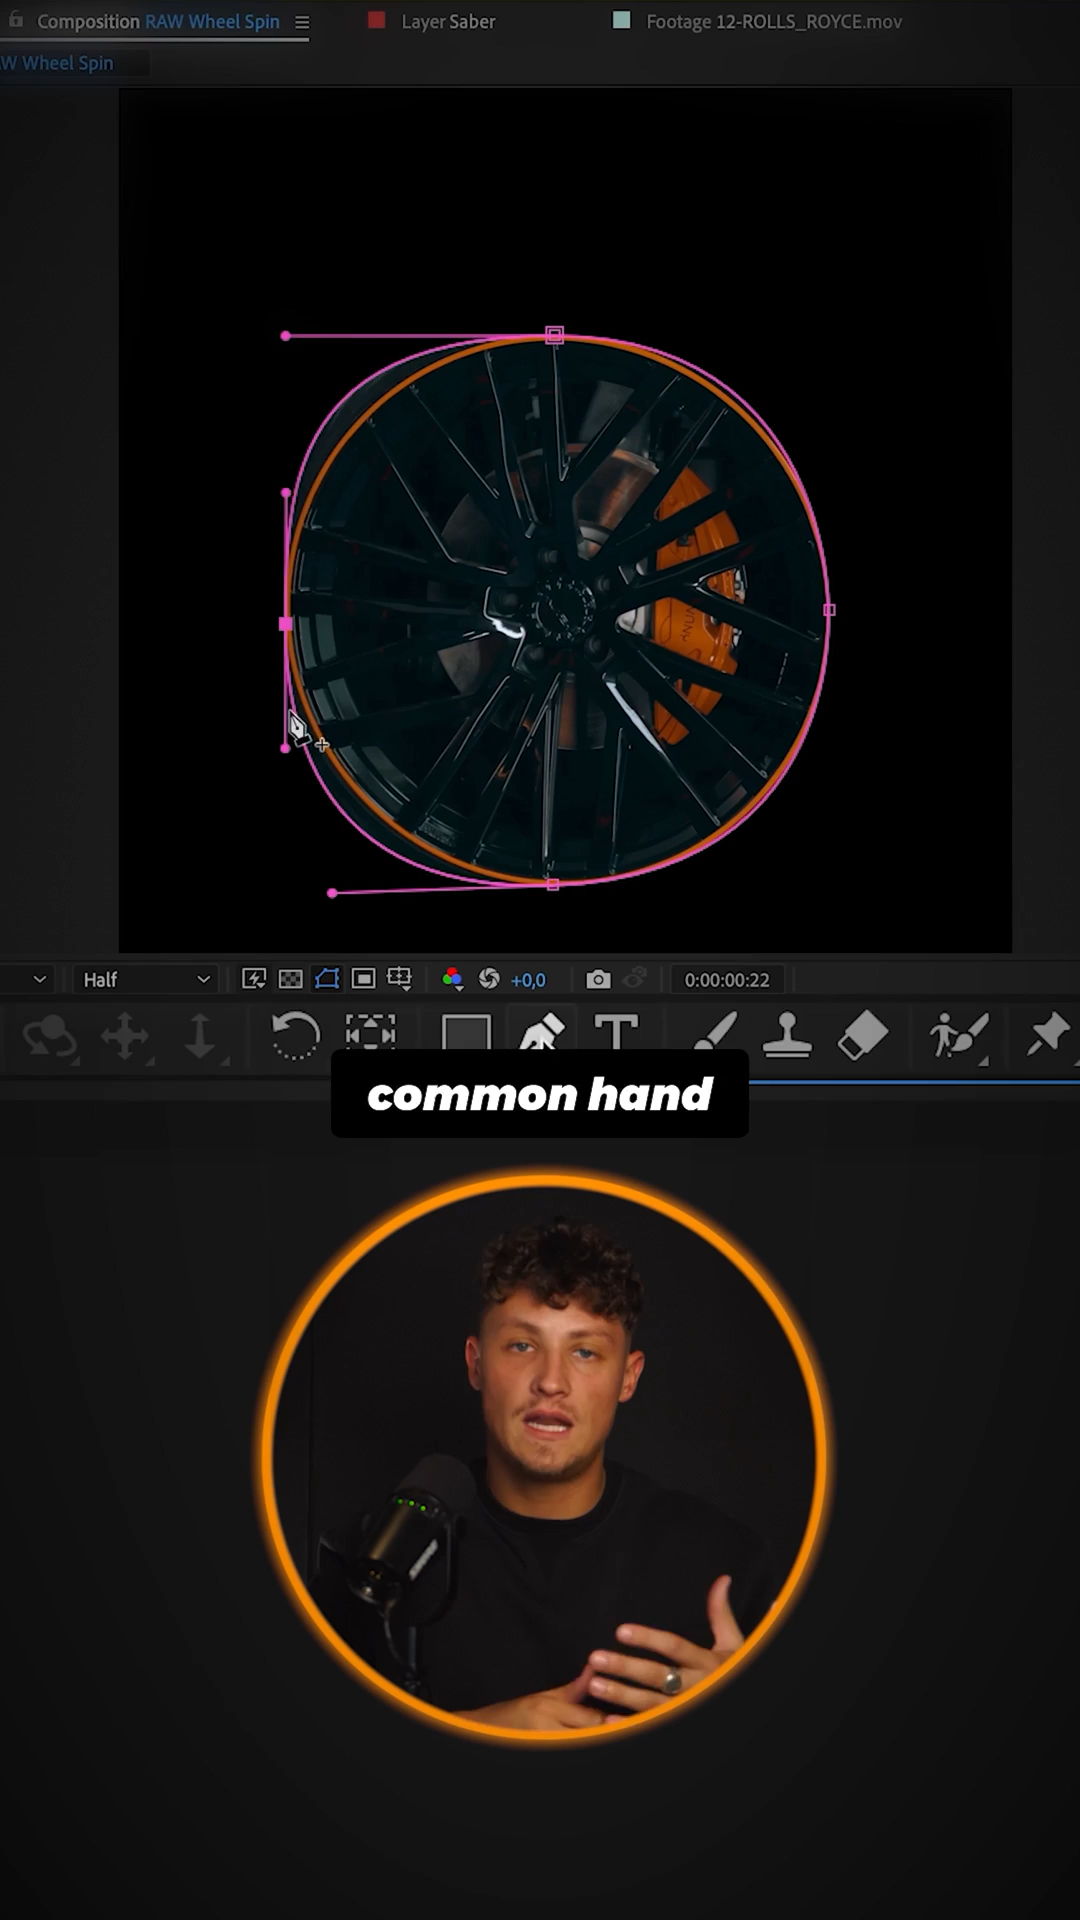 Composition RAW Wheel Spin
Layer Saber
Footage 12-ROLLS_ROYCE.mov
W Wheel Spin
Half
+0,0
0:00:00:22
common hand